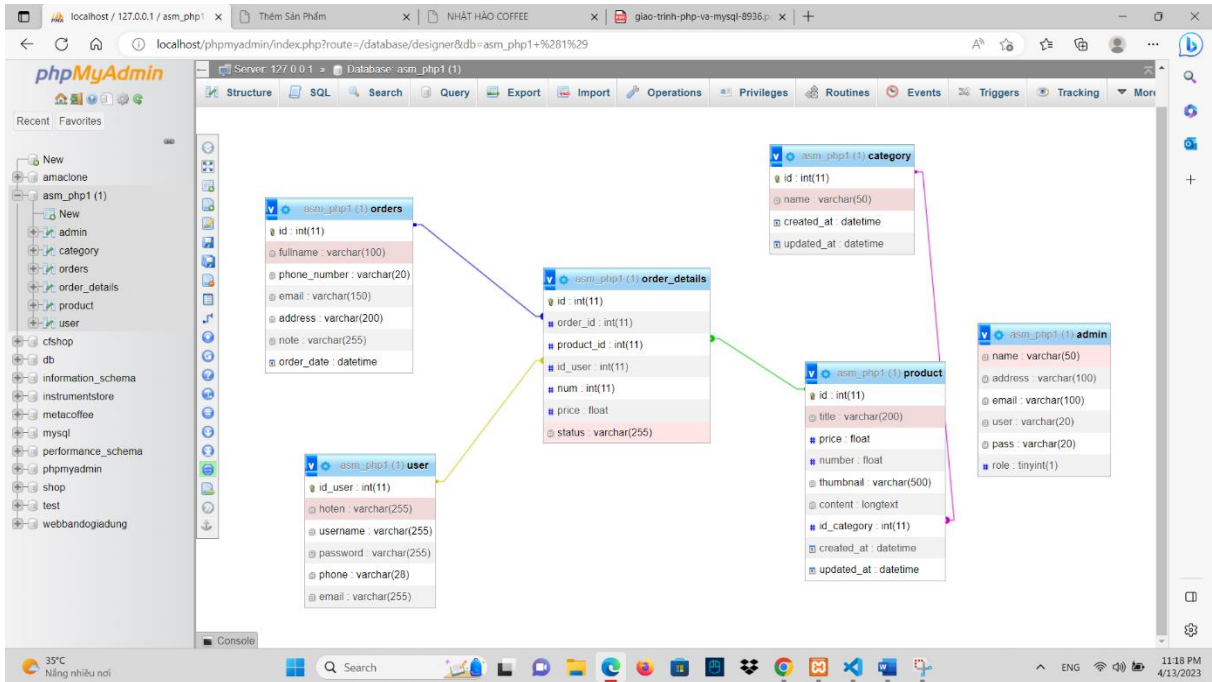 localhost / 127.0.0.1 / asm_php1
Thêm Sản Phẩm
NHẬT HÀO COFFEE
giao-trinh-php-va-mysql-8936.p
localhost/phpmyadmin/index.php?route=/database/designer&db=asm_php1+%281%29
phpMyAdmin
Recent Favorites
New
amaclone
asm_php1 (1)
New
admin
category
orders
order_details
product
user
cfshop
db
information_schema
instrumentstore
metacoffee
mysql
performance_schema
phpmyadmin
shop
test
webbandogiadung
Server: 127.0.0.1 » Database: asm_php1 (1)
Structure SQL Search Query Export Import Operations Privileges Routines Events Triggers Tracking More
asm_php1 (1) category
id : int(11)
name : varchar(50)
created_at : datetime
updated_at : datetime
asm_php1 (1) orders
id : int(11)
fullname : varchar(100)
phone_number : varchar(20)
email : varchar(150)
address : varchar(200)
note : varchar(255)
order_date : datetime
asm_php1 (1) order_details
id : int(11)
order_id : int(11)
product_id : int(11)
id_user : int(11)
num : int(11)
price : float
status : varchar(255)
asm_php1 (1) admin
name : varchar(50)
address : varchar(100)
email : varchar(100)
user : varchar(20)
pass : varchar(20)
role : tinyint(1)
asm_php1 (1) product
id : int(11)
title : varchar(200)
price : float
number : float
thumbnail : varchar(500)
content : longtext
id_category : int(11)
created_at : datetime
updated_at : datetime
asm_php1 (1) user
id_user : int(11)
hoten : varchar(255)
username : varchar(255)
password : varchar(255)
phone : varchar(28)
email : varchar(255)
Console
35°C
Nắng nhiều nơi
Search
ENG
11:18 PM
4/13/2023